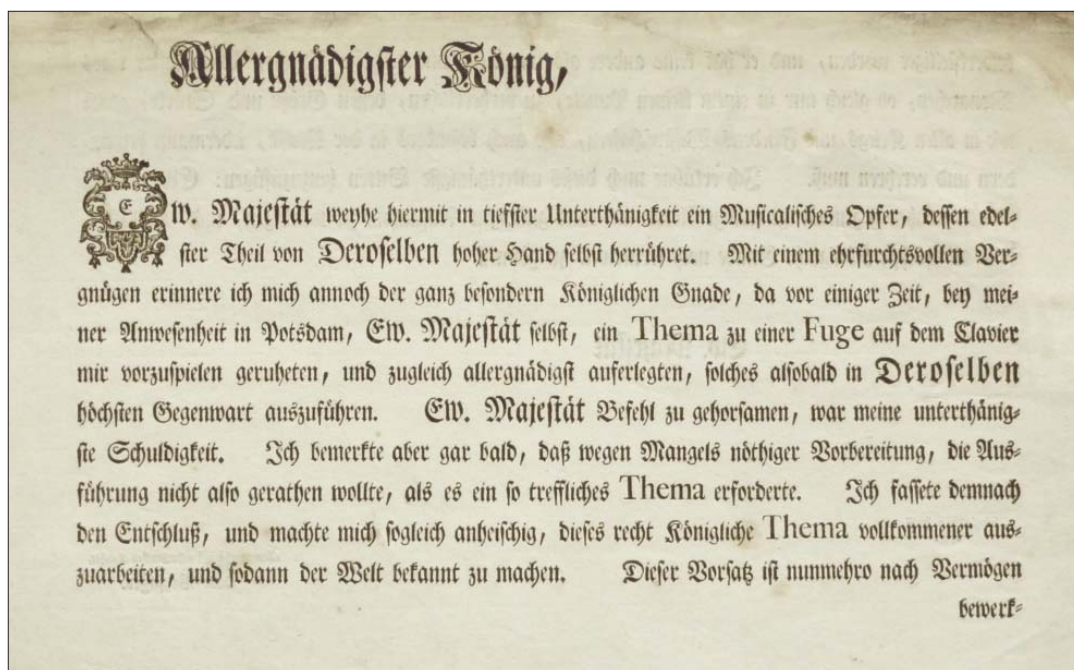 Allergnädigster König,
Ew. Majestät weyhe hiermit in tiefster Unterthänigkeit ein Musicalisches Opfer, dessen edel-
ster Theil von Deroselben hoher Hand selbst herrühret. Mit einem ehrfurchtsvollen Ver-
gnügen erinnere ich mich annoch der ganz besondern Königlichen Gnade, da vor einiger Zeit, bey mei-
ner Anwesenheit in Potsdam, Ew. Majestät selbst, ein Thema zu einer Fuge auf dem Clavier
mir vorzuspielen geruheten, und zugleich allergnädigst auferlegten, solches alsobald in Deroselben
höchsten Gegenwart auszuführen. Ew. Majestät Befehl zu gehorsamen, war meine unterthänig-
ste Schuldigkeit. Ich bemerkte aber gar bald, daß wegen Mangels nöthiger Vorbereitung, die Aus-
führung nicht also gerathen wollte, als es ein so treffliches Thema erforderte. Ich fassete demnach
den Entschluß, und machte mich sogleich anheischig, dieses recht Königliche Thema vollkommener aus-
zuarbeiten, und sodann der Welt bekannt zu machen. Dieser Vorsatz ist nunmehro nach Vermögen
bewerk-